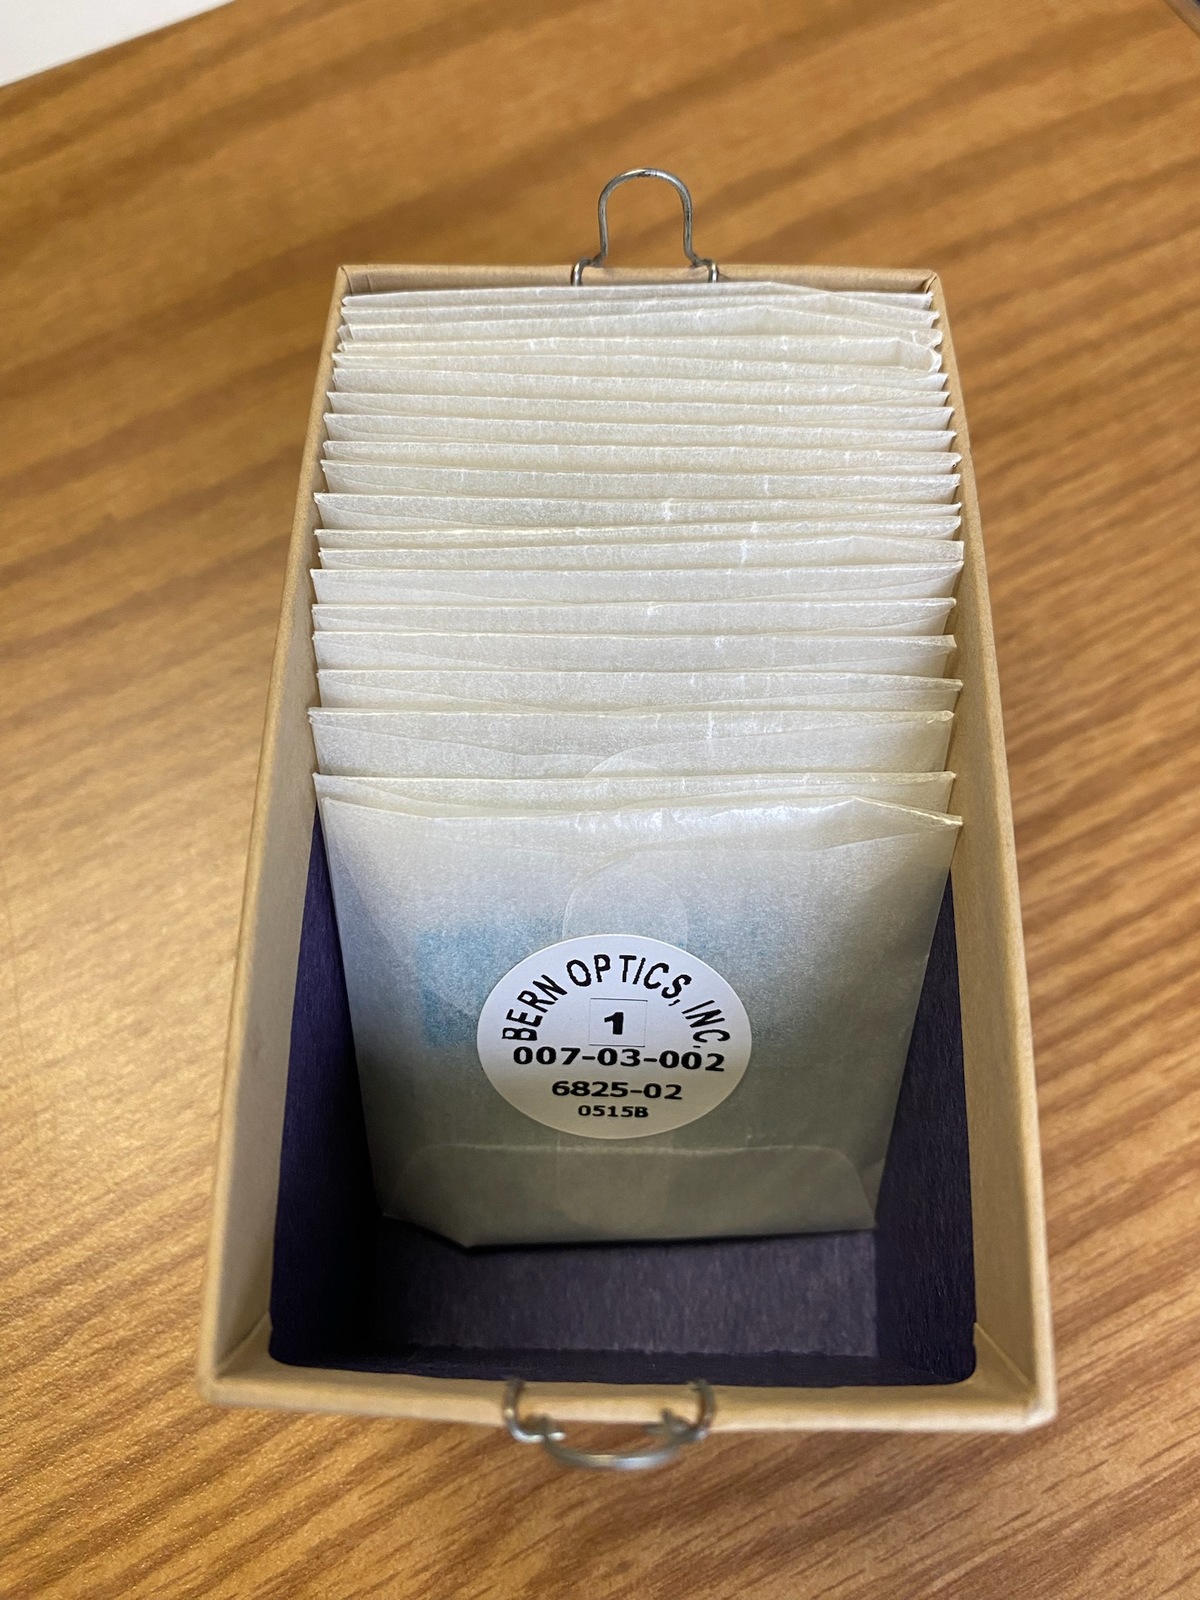 BERN OPTICS, INC.
1
007-03-002
6825-02
0515B